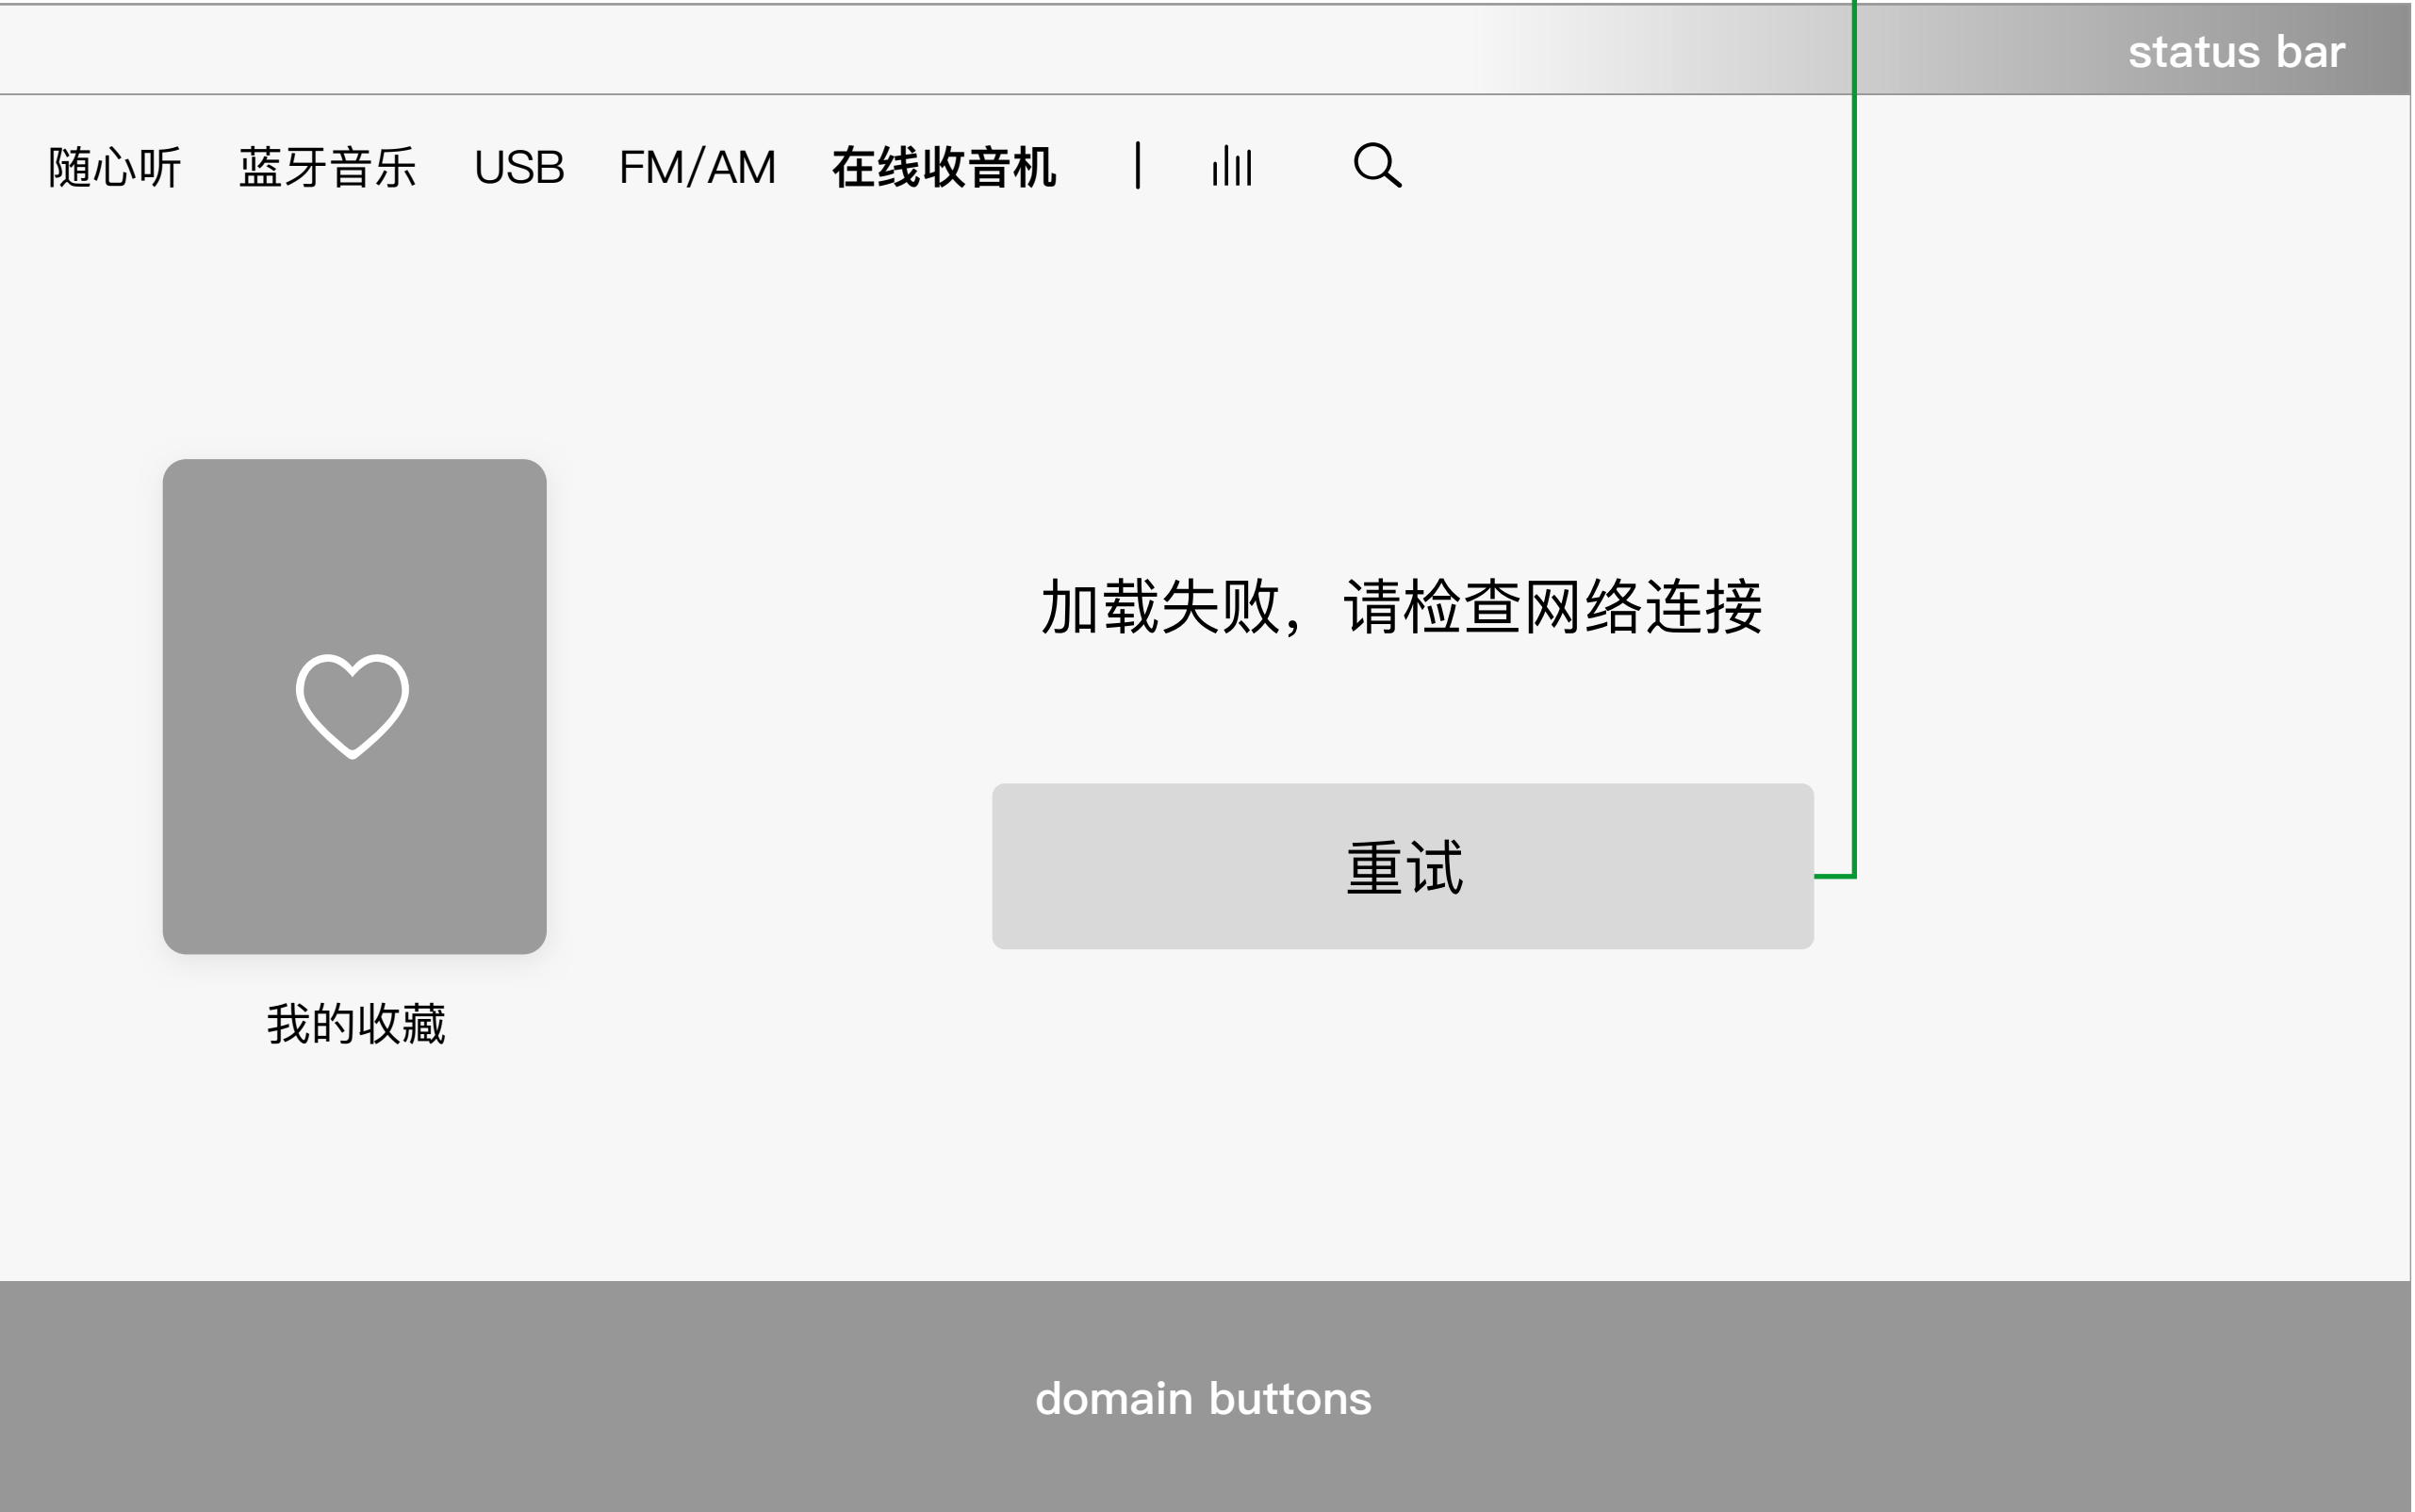 status bar
随心听 蓝牙音乐 USB FM/AM 在线收音机
加载失败， 请检查网络连接
重试
我的收藏
domain buttons